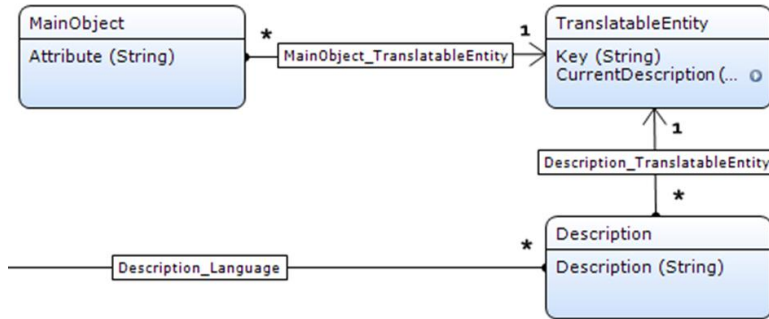 MainObject
Attribute (String)
*
MainObject_TranslatableEntity
1
TranslatableEntity
Key (String)
CurrentDescription (...
1
Description_TranslatableEntity
*
Description
Description (String)
*
Description_Language